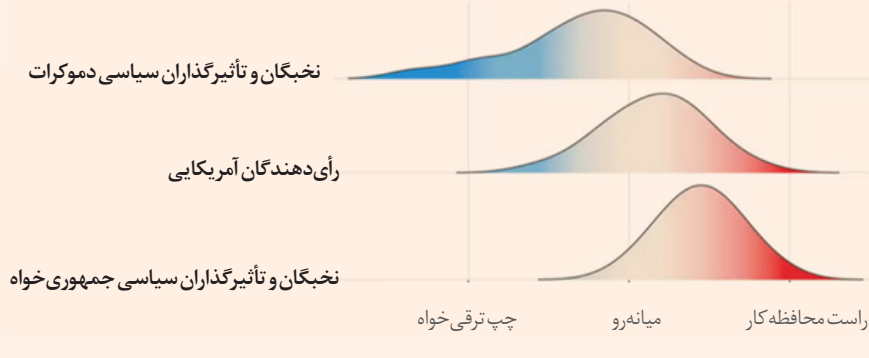 نخبگان و تأثیرگذاران سیاسی دموکرات
رأی‌دهندگان آمریکایی
نخبگان و تأثیرگذاران سیاسی جمهوری‌خواه
راست محافظه‌کار
میانه‌رو
چپ ترقی‌خواه